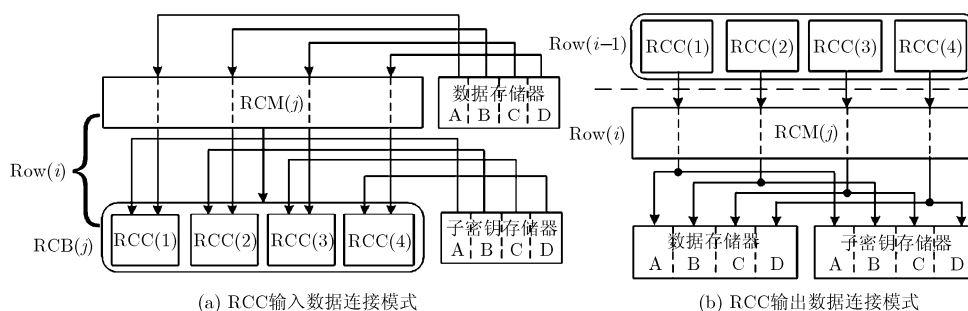 数据存储器
A B C D
RCM(j)
Row(i)
RCB(j)
RCC(1) RCC(2) RCC(3) RCC(4)
子密钥存储器
A B C D
(a) RCC输入数据连接模式
Row(i−1)
RCC(1) RCC(2) RCC(3) RCC(4)
Row(i)
RCM(j)
数据存储器
A B C D
子密钥存储器
A B C D
(b) RCC输出数据连接模式